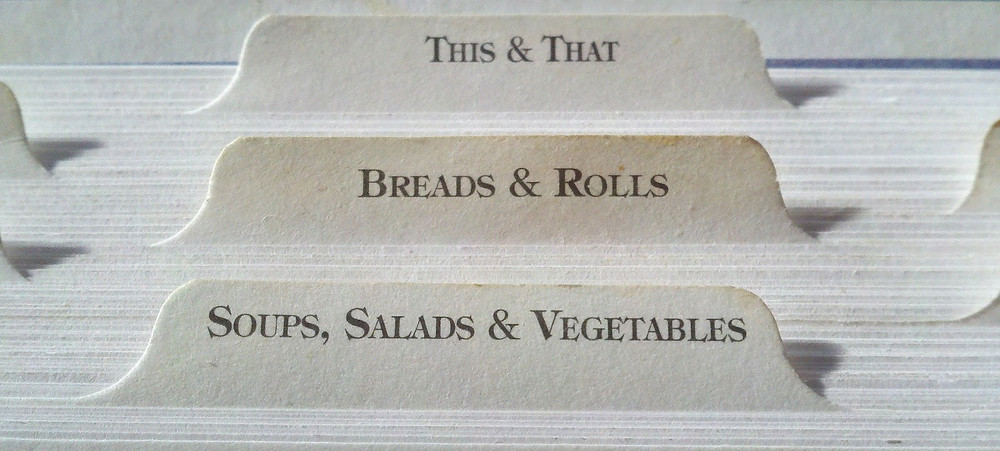 This & That
Breads & Rolls
Soups, Salads & Vegetables